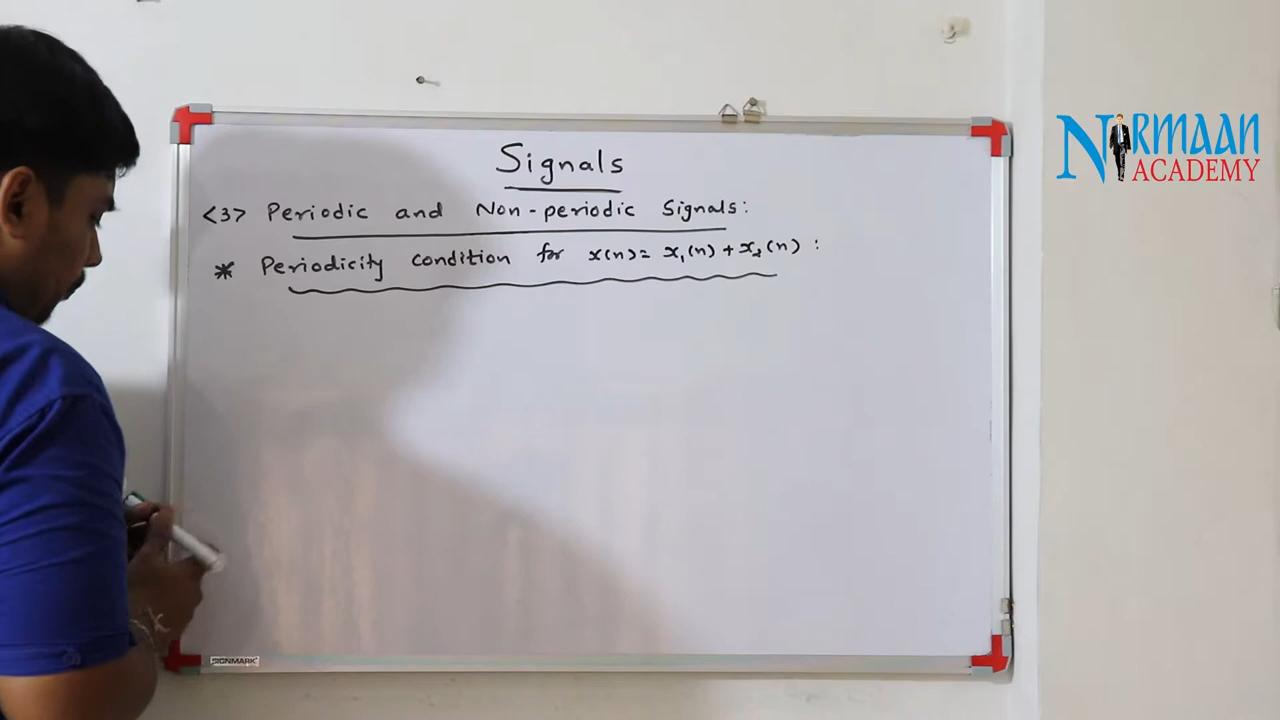 Signals
<3> Periodic and Non-periodic Signals:
* Periodicity condition for x(n)= x₁(n) + x₂(n) :
NIRMAAN
ACADEMY
SIGNMARK